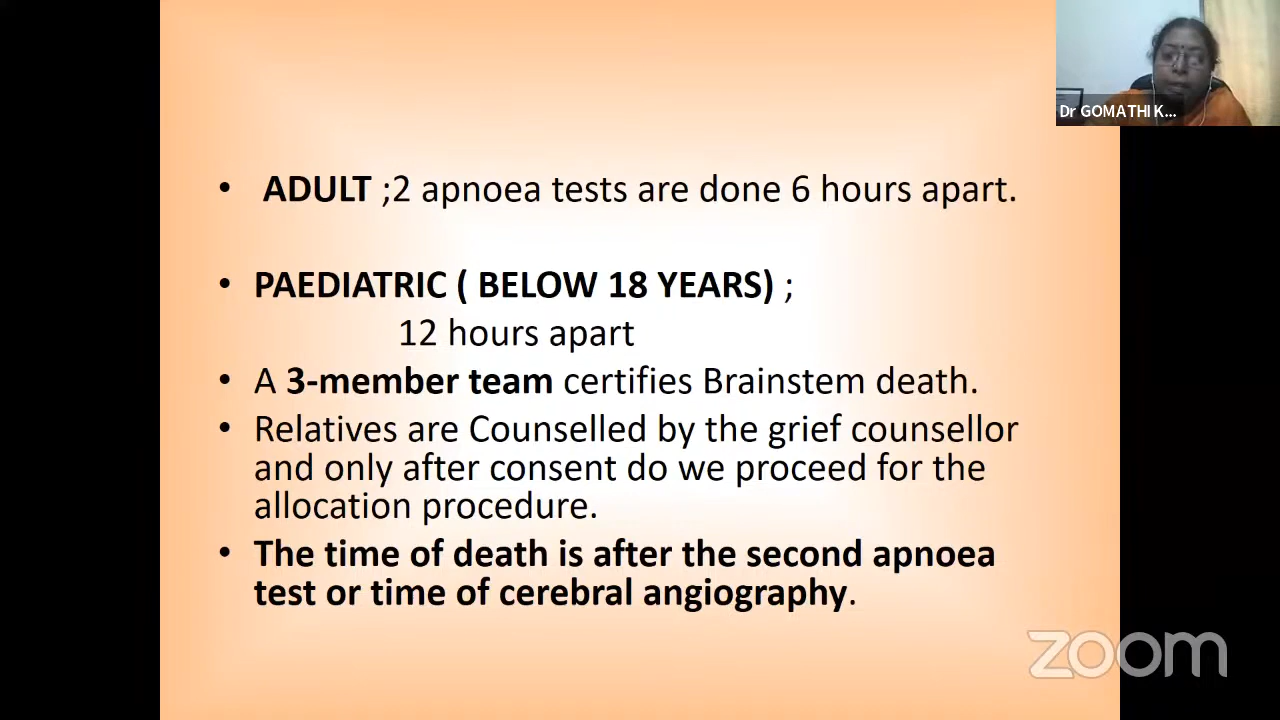 Dr GOMATHI K...
• ADULT ;2 apnoea tests are done 6 hours apart.
• PAEDIATRIC ( BELOW 18 YEARS) ;
12 hours apart
• A 3-member team certifies Brainstem death.
• Relatives are Counselled by the grief counsellor
and only after consent do we proceed for the
allocation procedure.
• The time of death is after the second apnoea
test or time of cerebral angiography.
zoom